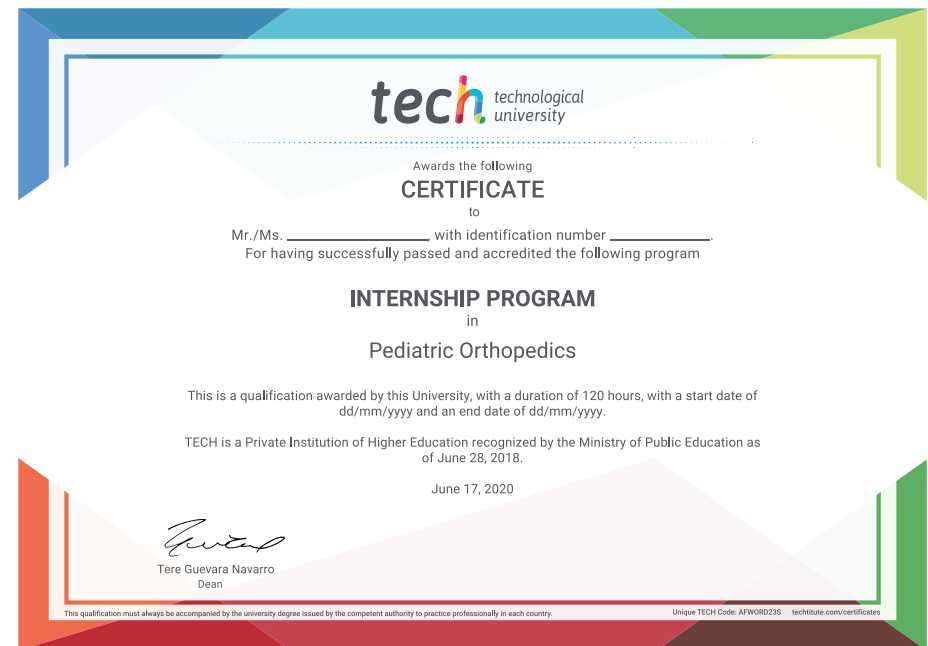 tech technological
university
Awards the following
CERTIFICATE
to
Mr./Ms. ____________________, with identification number ______________.
For having successfully passed and accredited the following program
INTERNSHIP PROGRAM
in
Pediatric Orthopedics
This is a qualification awarded by this University, with a duration of 120 hours, with a start date of
dd/mm/yyyy and an end date of dd/mm/yyyy.
TECH is a Private Institution of Higher Education recognized by the Ministry of Public Education as
of June 28, 2018.
June 17, 2020
Tere Guevara Navarro
Dean
This qualification must always be accompanied by the university degree issued by the competent authority to practice professionally in each country.
Unique TECH Code: AFWORD23S techtitute.com/certificates